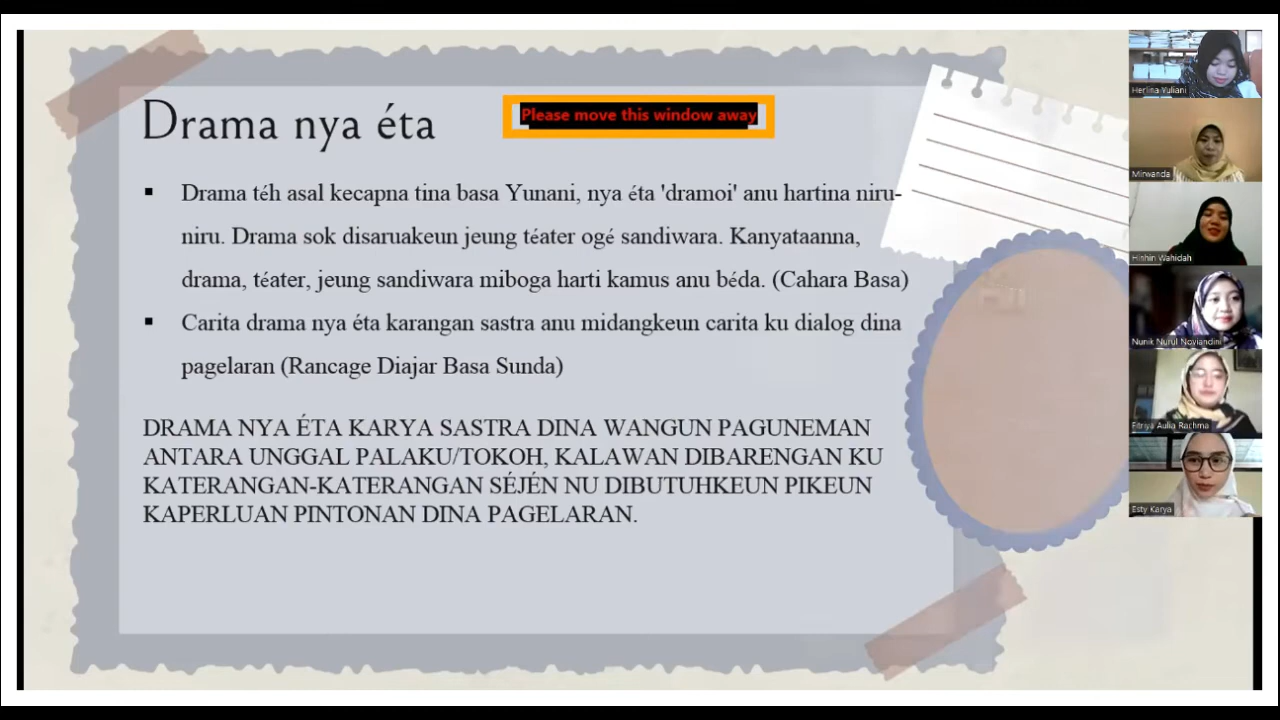 Drama nya éta
Please move this window away
Drama téh asal kecapna tina basa Yunani, nya éta 'dramoi' anu hartina niru-
niru. Drama sok disaruakeun jeung téater ogé sandiwara. Kanyataanna,
drama, téater, jeung sandiwara miboga harti kamus anu béda. (Cahara Basa)
Carita drama nya éta karangan sastra anu midangkeun carita ku dialog dina
pagelaran (Rancage Diajar Basa Sunda)
DRAMA NYA ÉTA KARYA SASTRA DINA WANGUN PAGUNEMAN
ANTARA UNGGAL PALAKU/TOKOH, KALAWAN DIBARENGAN KU
KATERANGAN-KATERANGAN SÉJÉN NU DIBUTUHKEUN PIKEUN
KAPERLUAN PINTONAN DINA PAGELARAN.
Herlina Yuliani
Mirwanda
Hinhin Wahidah
Nunik Nurul Noviandini
Fitriya Aulia Rachma
Esty Karya